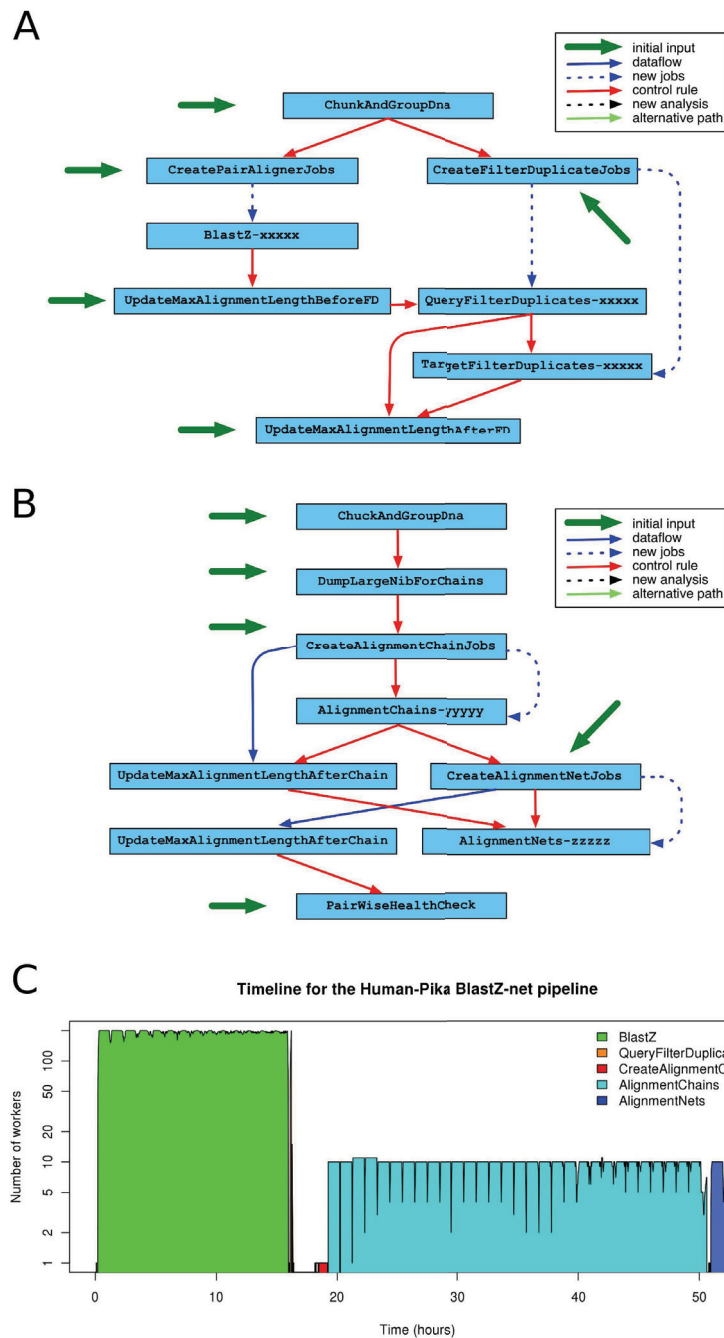 A
initial input
dataflow
new jobs
control rule
new analysis
alternative path
ChunkAndGroupDna
CreatePairAlignerJobs
CreateFilterDuplicateJobs
BlastZ-xxxxx
UpdateMaxAlignmentLengthBeforeFD
QueryFilterDuplicates-xxxxx
TargetFilterDuplicates-xxxxx
UpdateMaxAlignmentLengthAfterFD
B
initial input
dataflow
new jobs
control rule
new analysis
alternative path
ChuckAndGroupDna
DumpLargeNibForChains
CreateAlignmentChainJobs
AlignmentChains-yyyyy
UpdateMaxAlignmentLengthAfterChain
CreateAlignmentNetJobs
UpdateMaxAlignmentLengthAfterChain
AlignmentNets-zzzzz
PairWiseHealthCheck
C
Timeline for the Human-Pika BlastZ-net pipeline
BlastZ
QueryFilterDuplica
CreateAlignmentC
AlignmentChains
AlignmentNets
Number of workers
100
50
20
10
5
2
1
0 10 20 30 40 50
Time (hours)